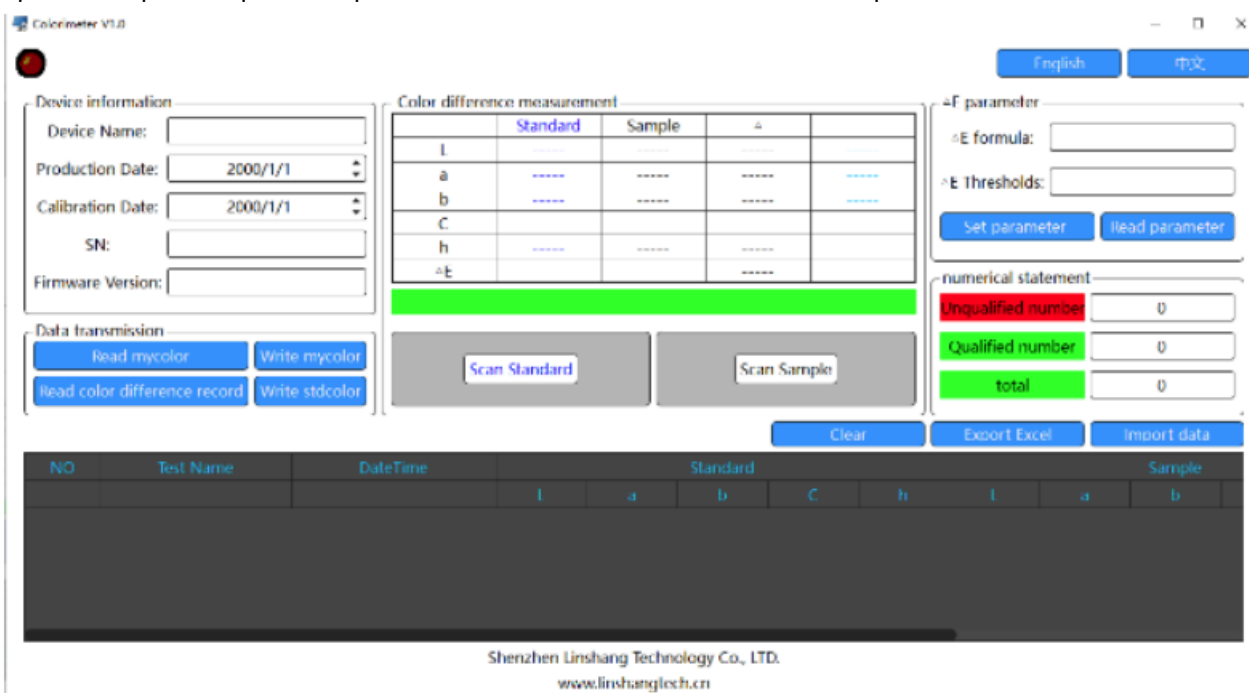 Colorimeter V1.0
English 中文
Device information
Device Name:
Production Date: 2000/1/1
Calibration Date: 2000/1/1
SN:
Firmware Version:
Data transmission
Read mycolor Write mycolor
Read color difference record Write stdcolor
Color difference measurement
Standard Sample △
L ----- ----- ----- -----
a ----- ----- ----- -----
b ----- ----- ----- -----
C
h ----- ----- -----
△E -----
Scan Standard Scan Sample
△E parameter
△E formula:
△E Thresholds:
Set parameter Read parameter
numerical statement
Unqualified number 0
Qualified number 0
total 0
Clear Export Excel Import data
NO Test Name DateTime Standard Sample
L a b C h L a b
Shenzhen Linshang Technology Co., LTD.
www.linshangtech.cn